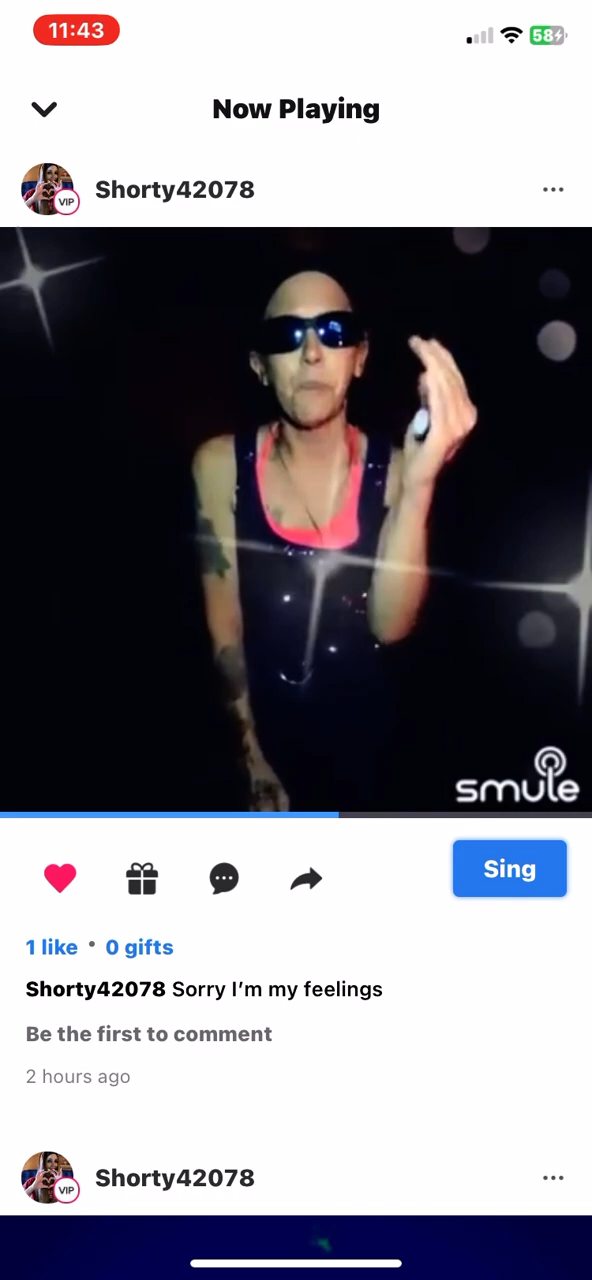 11:43
58
Now Playing
VIP
Shorty42078
smule
Sing
1 like • 0 gifts
Shorty42078 Sorry I’m my feelings
Be the first to comment
2 hours ago
VIP
Shorty42078